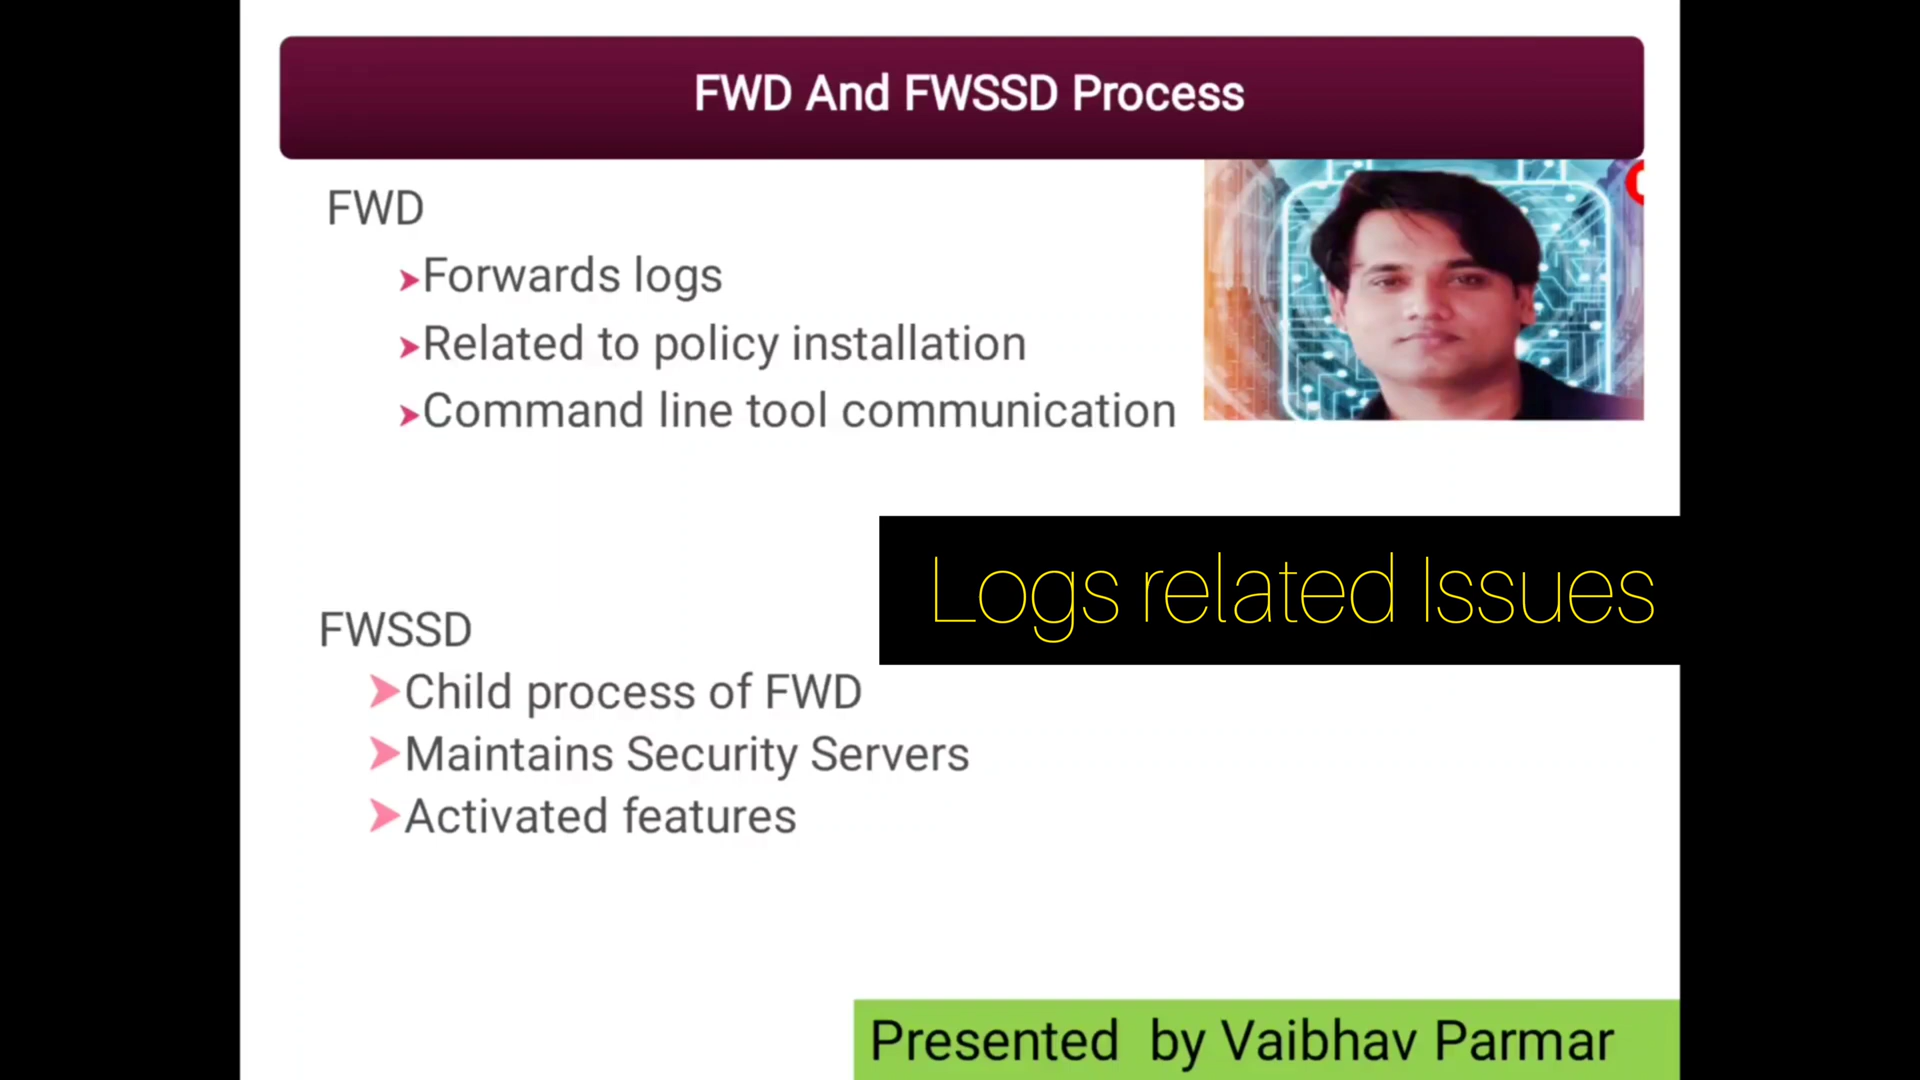 FWD And FWSSD Process
FWD
➤Forwards logs
➤Related to policy installation
➤Command line tool communication
Logs related Issues
FWSSD
➤Child process of FWD
➤Maintains Security Servers
➤Activated features
Presented by Vaibhav Parmar